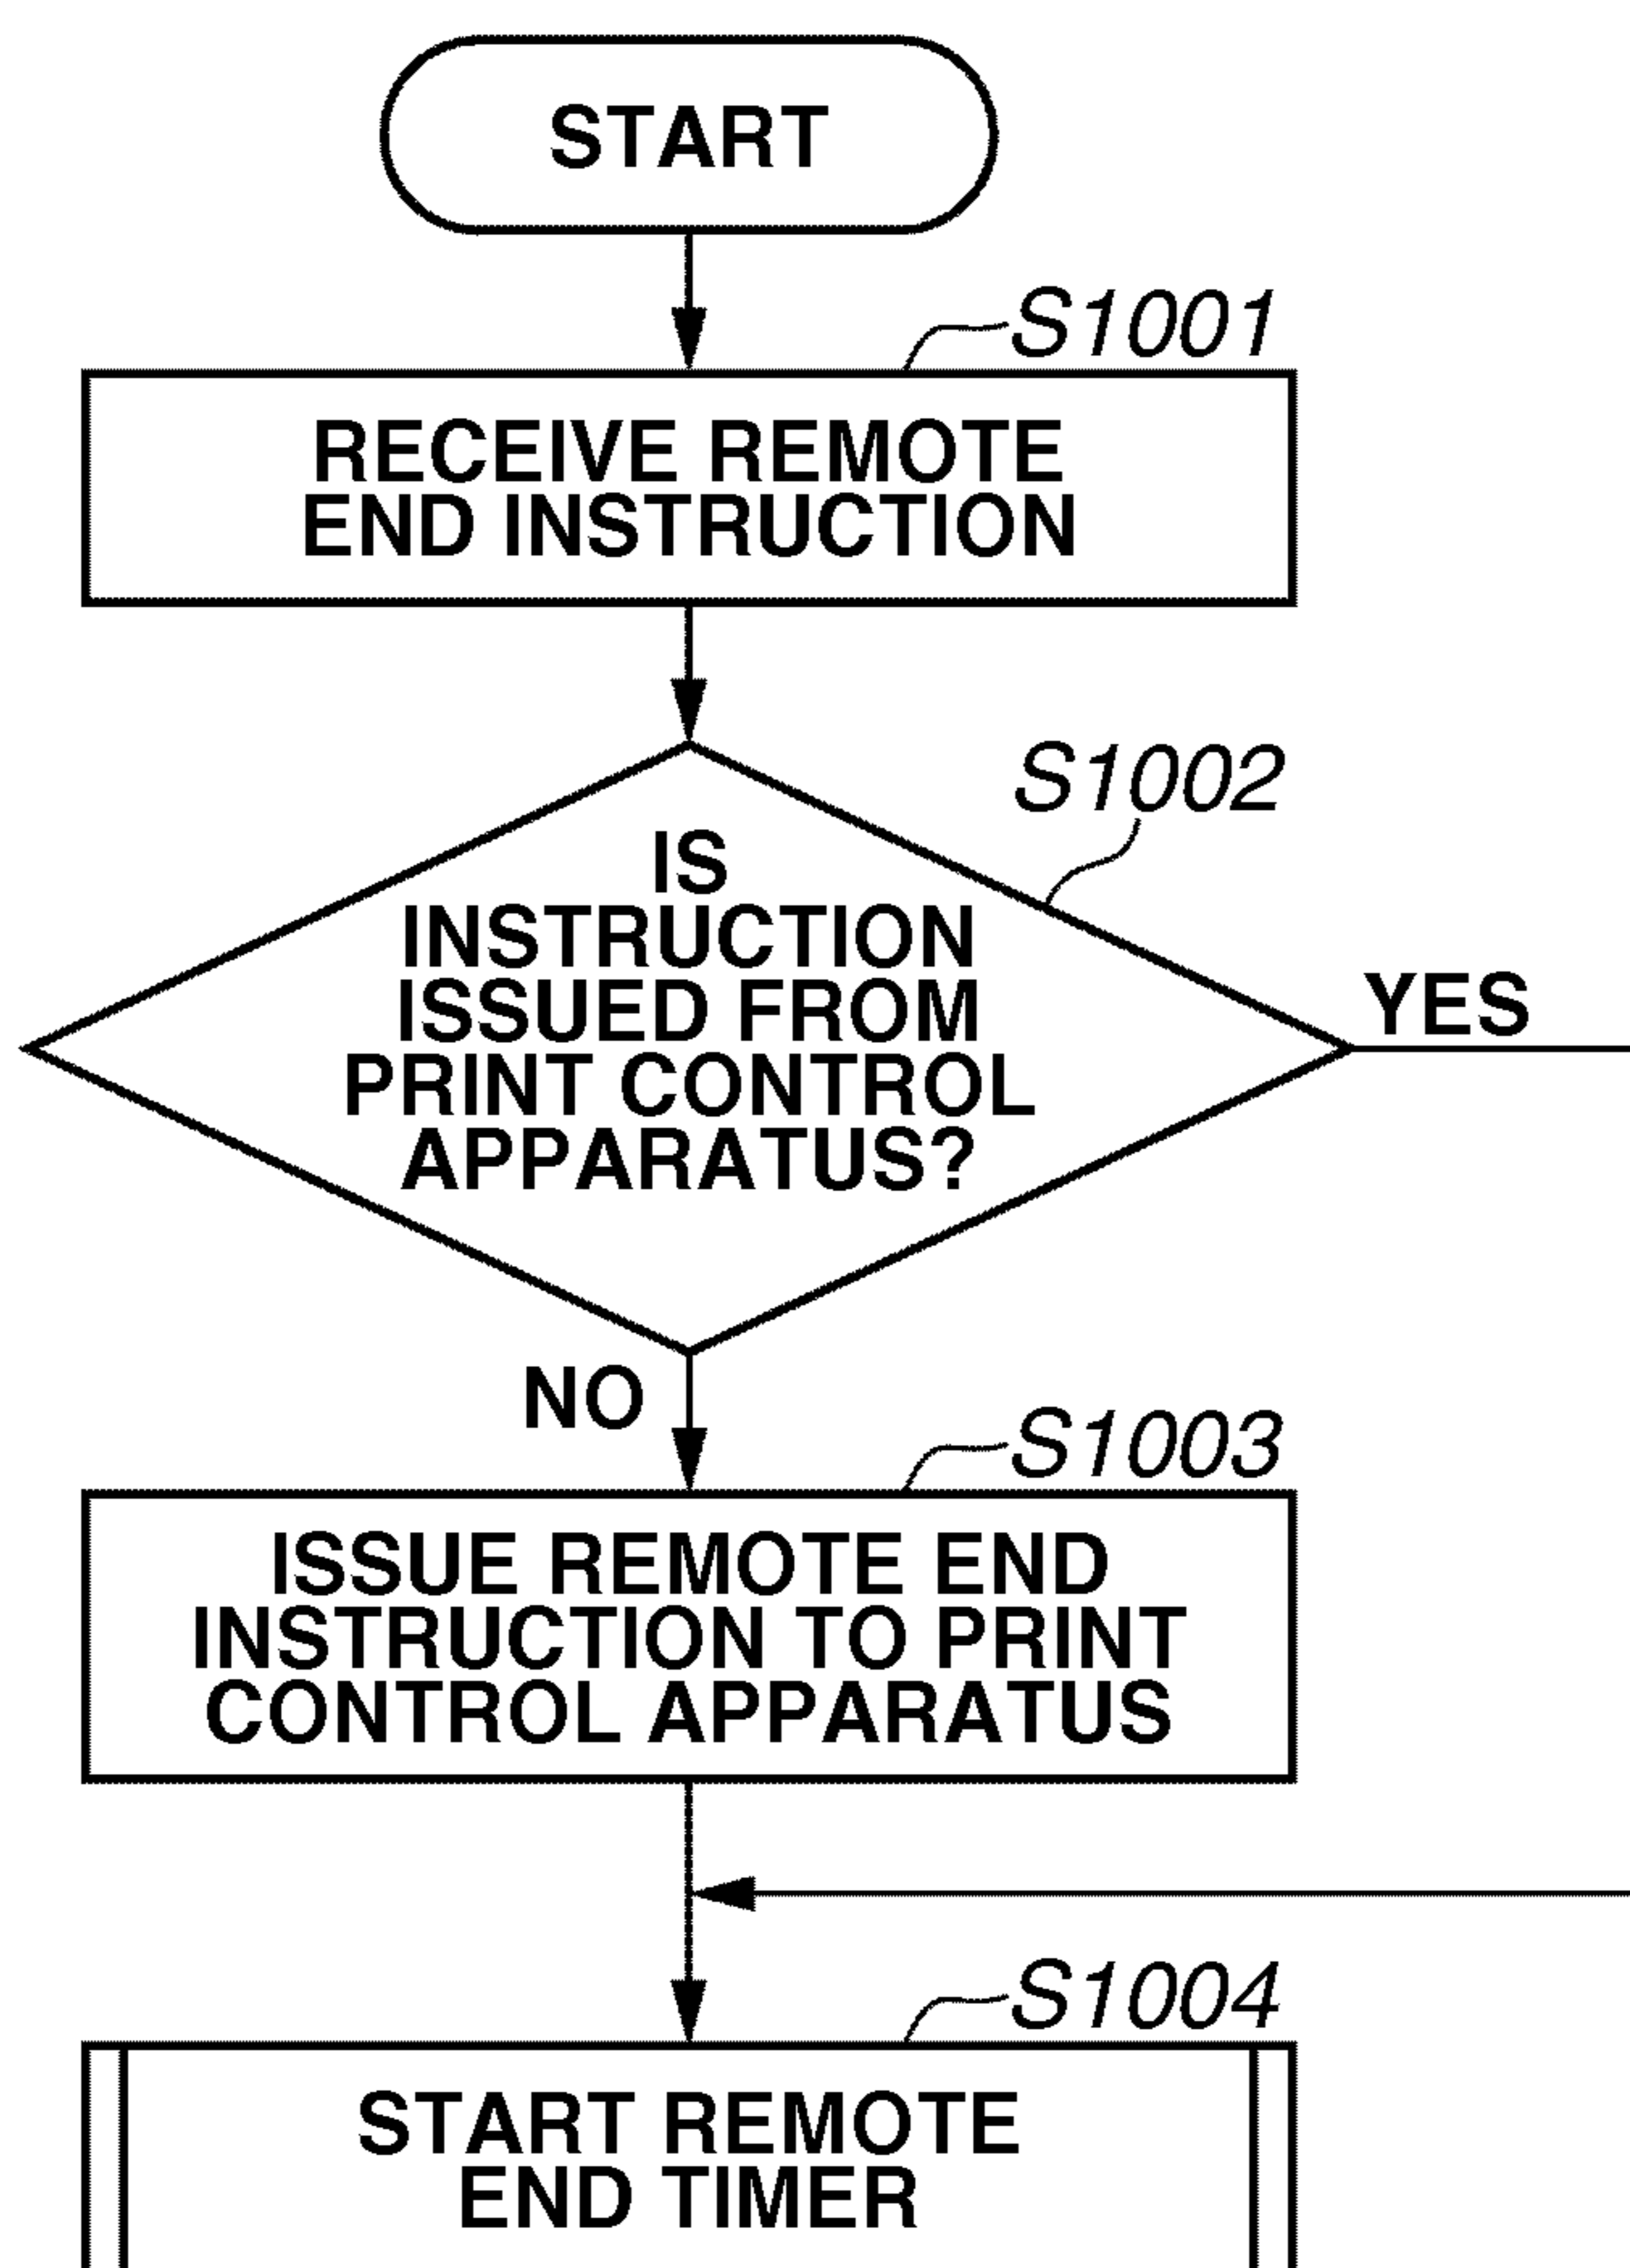 START
S1001
RECEIVE REMOTE
END INSTRUCTION
S1002
IS
INSTRUCTION
ISSUED FROM
PRINT CONTROL
APPARATUS?
YES
NO
S1003
ISSUE REMOTE END
INSTRUCTION TO PRINT
CONTROL APPARATUS
S1004
START REMOTE
END TIMER